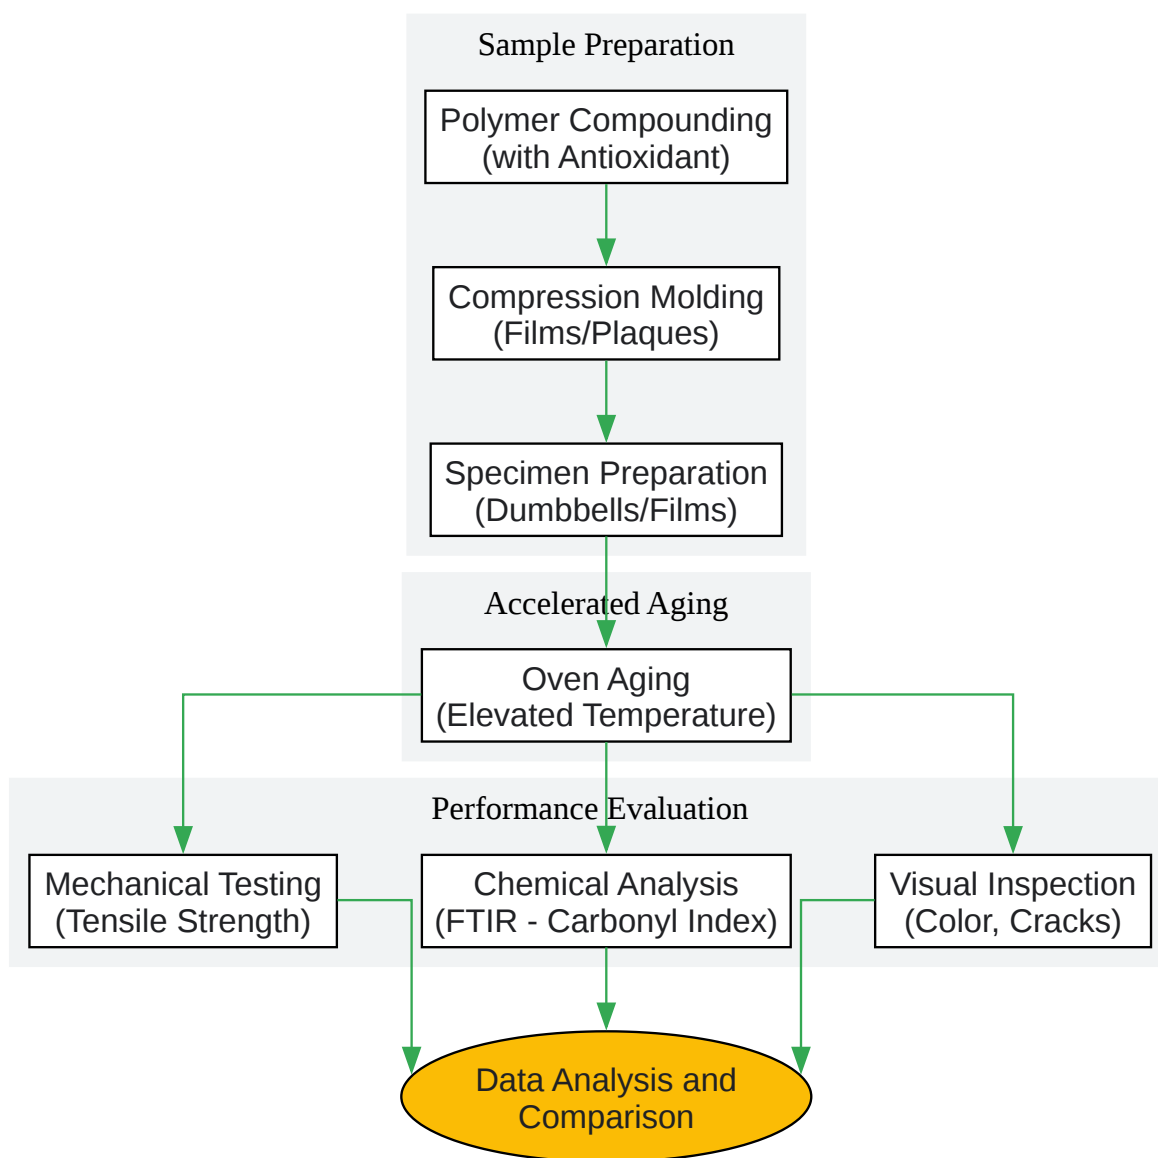 Sample Preparation
Polymer Compounding
(with Antioxidant)
Compression Molding
(Films/Plaques)
Specimen Preparation
(Dumbbells/Films)
Accelerated Aging
Oven Aging
(Elevated Temperature)
Performance Evaluation
Mechanical Testing
(Tensile Strength)
Chemical Analysis
(FTIR - Carbonyl Index)
Visual Inspection
(Color, Cracks)
Data Analysis and
Comparison